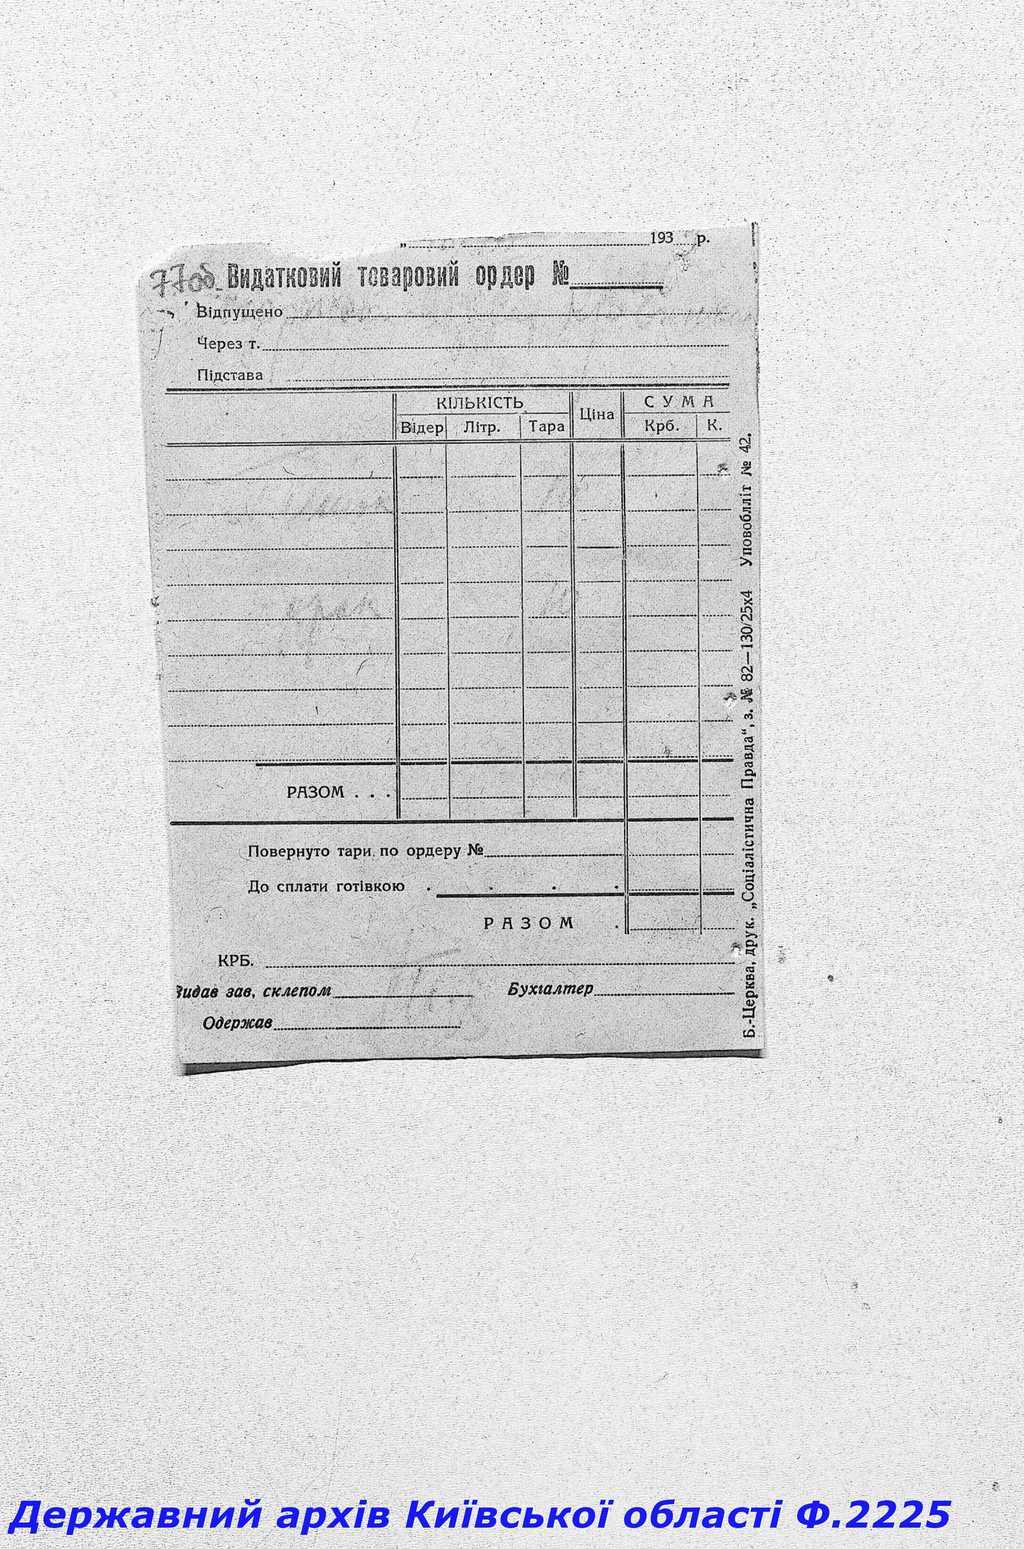 „ 193 р.
77об. Видатковий товаровий ордер №
Відпущено
Через т.
Підстава
КІЛЬКІСТЬ Ціна СУМА
Відер Літр. Тара Крб. К.
РАЗОМ . . .
Повернуто тари по ордеру №
До сплати готівкою . . . .
РАЗОМ .
КРБ.
Видав зав, склепом Бухгалтер
Одержав
Б.-Церква, друк. „Соціалістична Правда“, з. № 82—130/25х4 Уповобліт № 42.
Державний архів Київської області Ф.2225